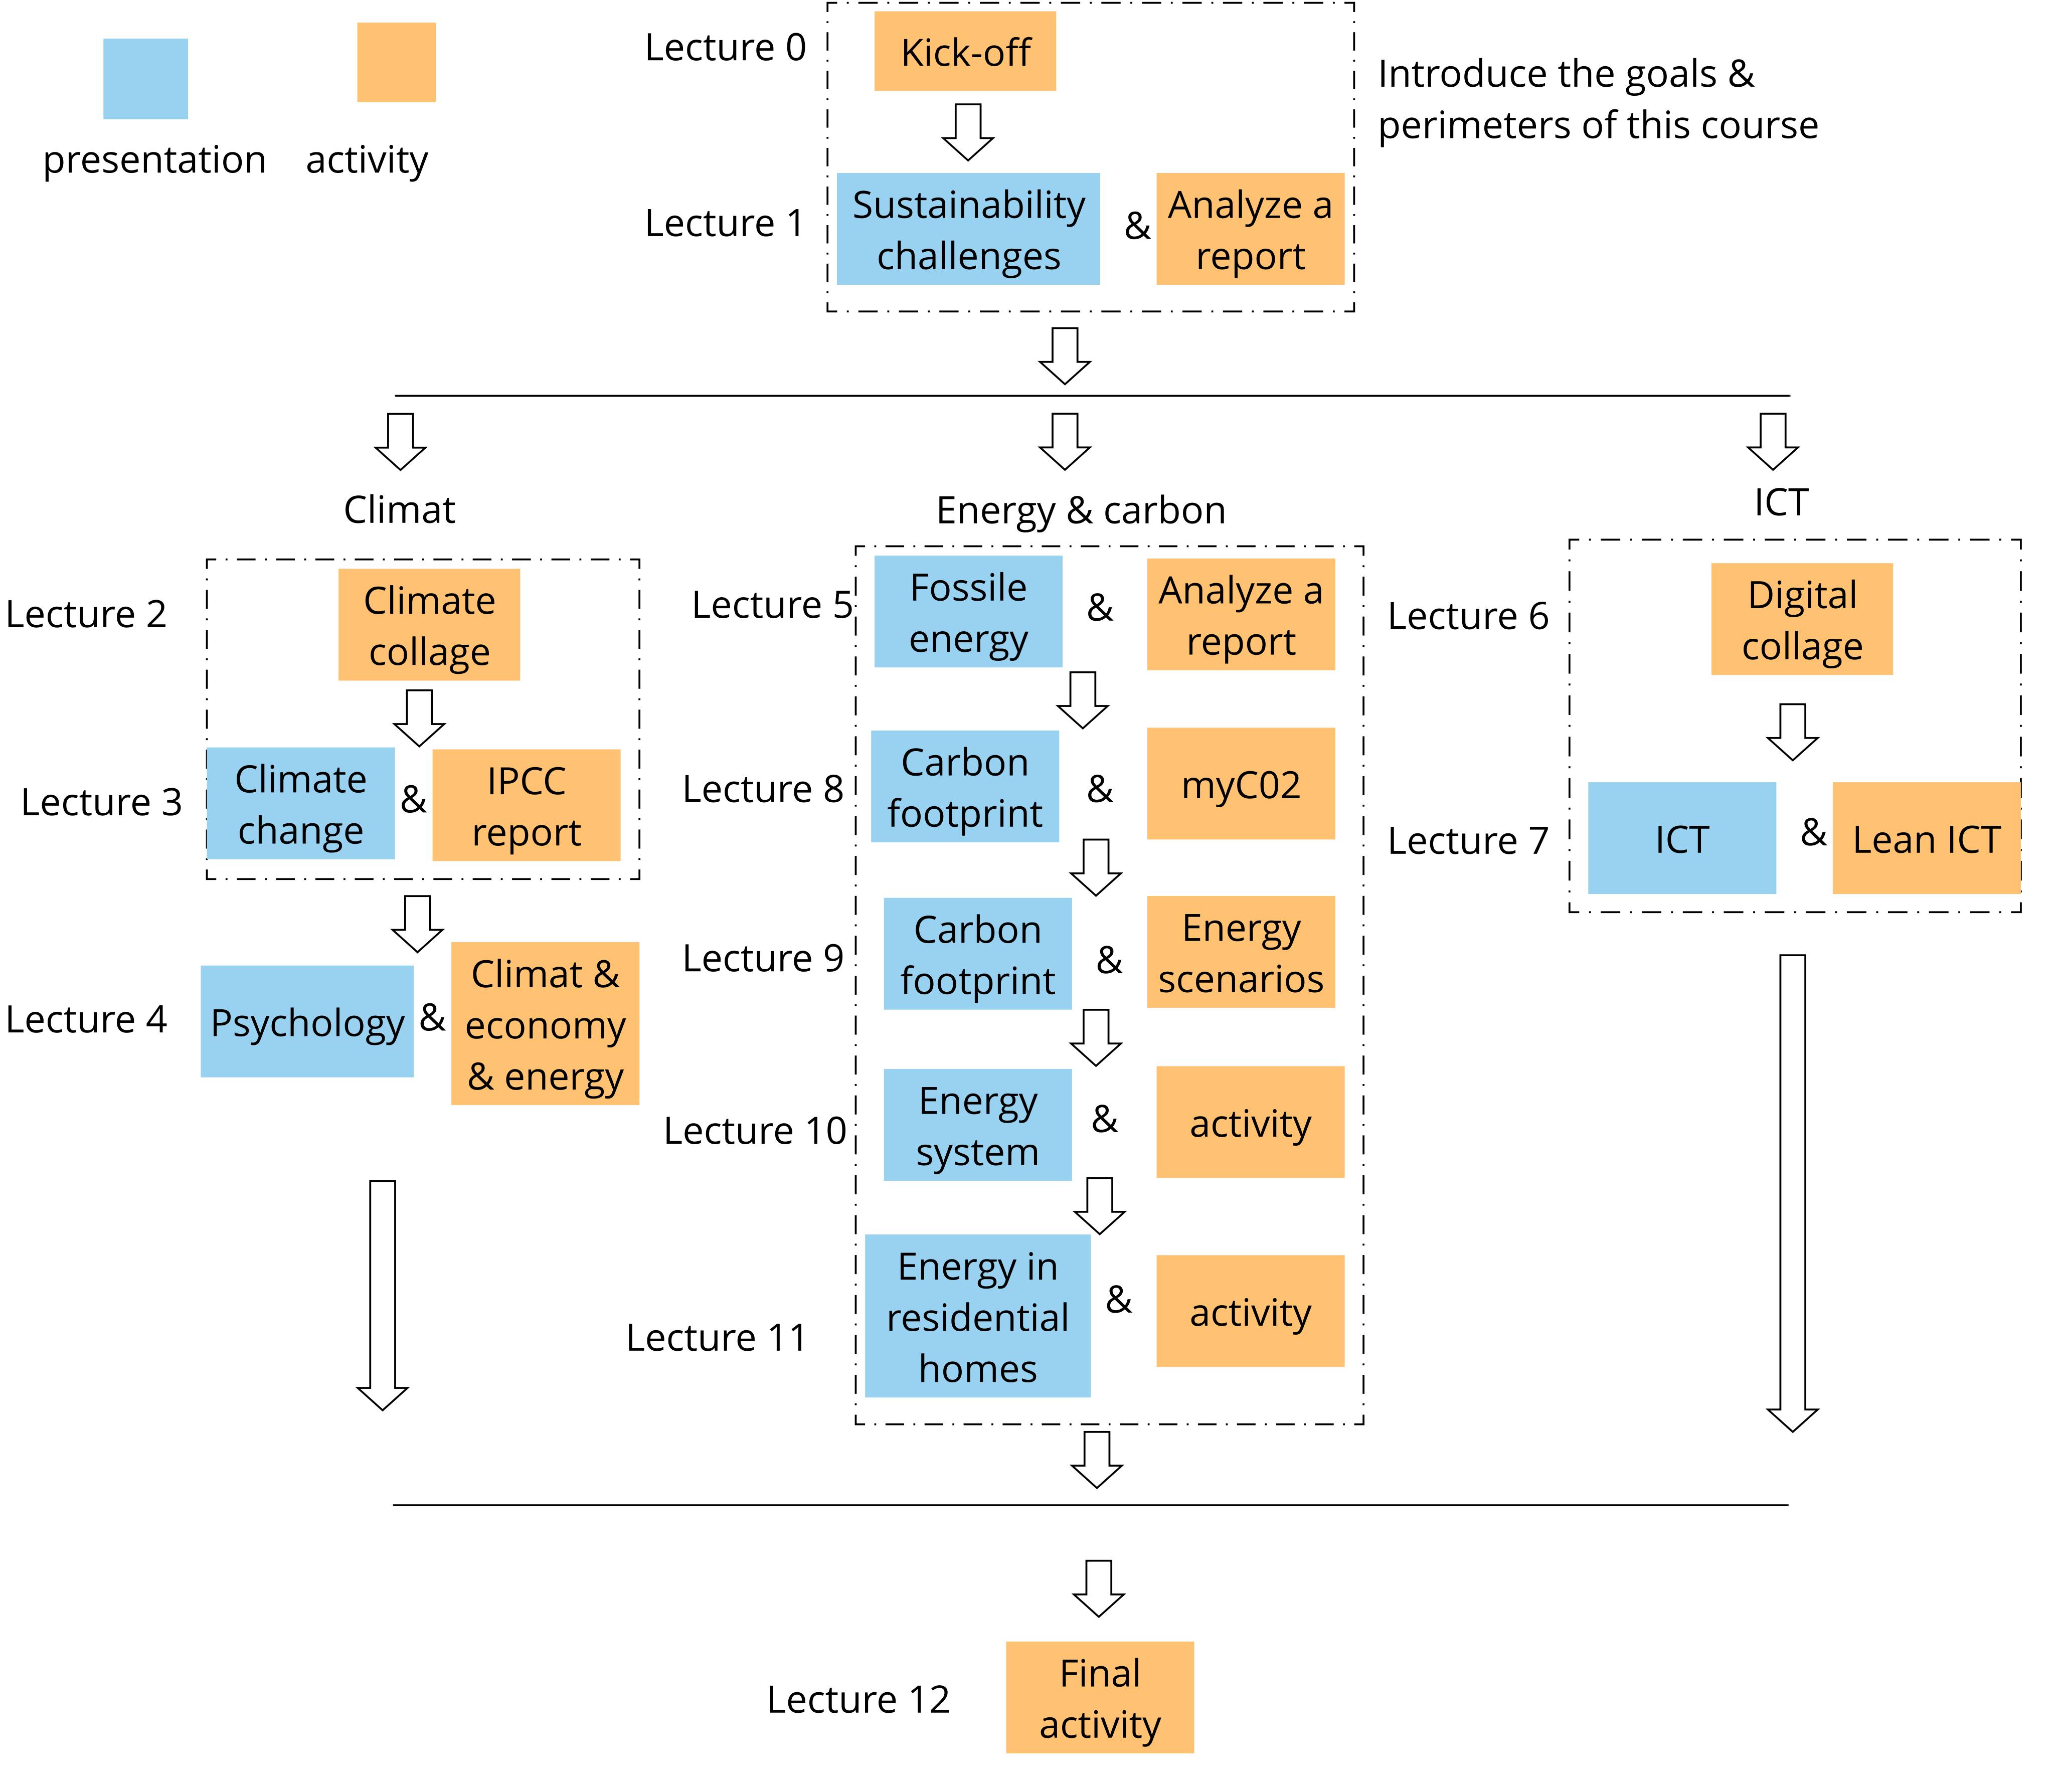 presentation
activity
Lecture 0
Kick-off
Introduce the goals &
perimeters of this course
Lecture 1
Sustainability
challenges
&
Analyze a
report
Climat
Lecture 2
Climate
collage
Lecture 3
Climate
change
&
IPCC
report
Lecture 4
Psychology
&
Climat &
economy
& energy
Energy & carbon
Lecture 5
Fossile
energy
&
Analyze a
report
Lecture 8
Carbon
footprint
&
myC02
Lecture 9
Carbon
footprint
&
Energy
scenarios
Lecture 10
Energy
system
&
activity
Lecture 11
Energy in
residential
homes
&
activity
ICT
Lecture 6
Digital
collage
Lecture 7
ICT
&
Lean ICT
Lecture 12
Final
activity